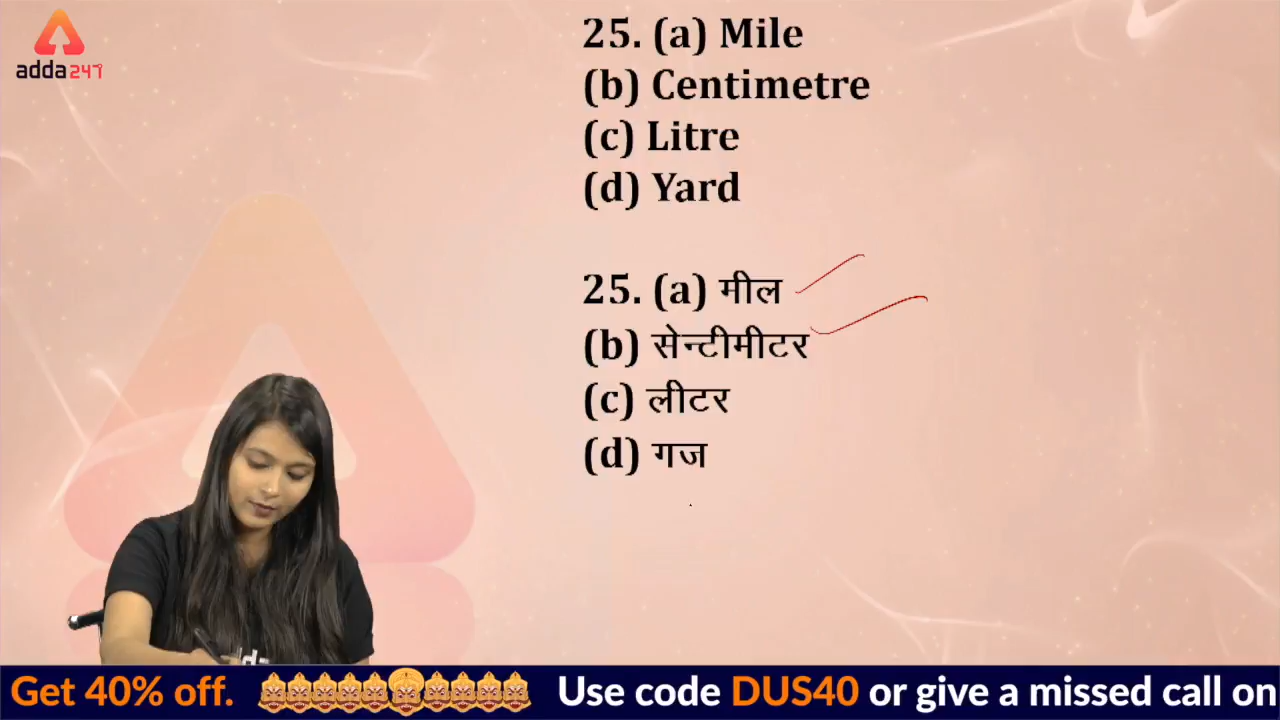 adda247
25. (a) Mile
(b) Centimetre
(c) Litre
(d) Yard
25. (a) मील
(b) सेन्टीमीटर
(c) लीटर
(d) गज
Get 40% off.
Use code DUS40 or give a missed call on